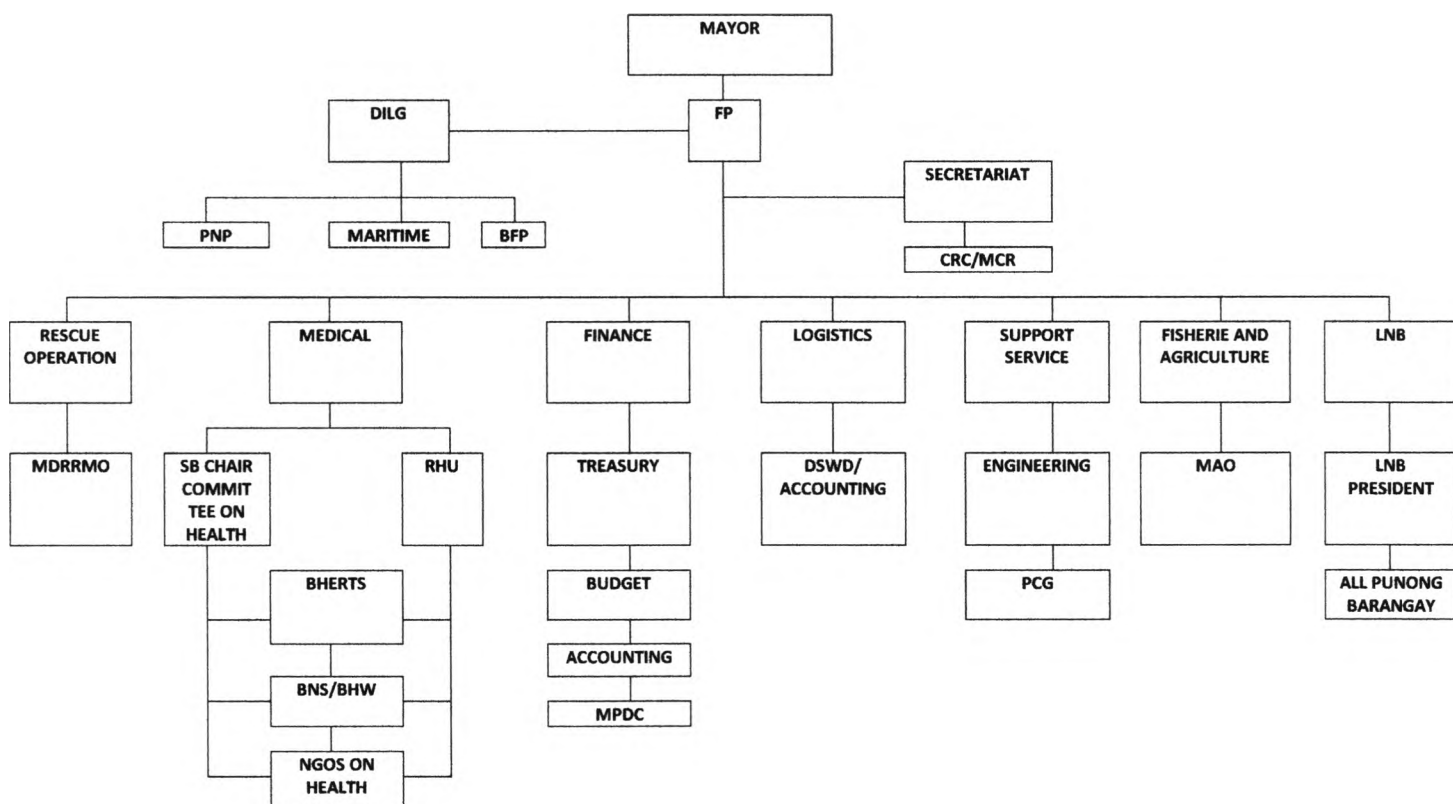 MAYOR
DILG
FP
SECRETARIAT
PNP
MARITIME
BFP
CRC/MCR
RESCUE
OPERATION
MEDICAL
FINANCE
LOGISTICS
SUPPORT
SERVICE
FISHERIE AND
AGRICULTURE
LNB
MDRRMO
SB CHAIR
COMMIT
TEE ON
HEALTH
RHU
TREASURY
DSWD/
ACCOUNTING
ENGINEERING
MAO
LNB
PRESIDENT
BHERTS
BUDGET
PCG
ALL PUNONG
BARANGAY
ACCOUNTING
BNS/BHW
MPDC
NGOS ON
HEALTH